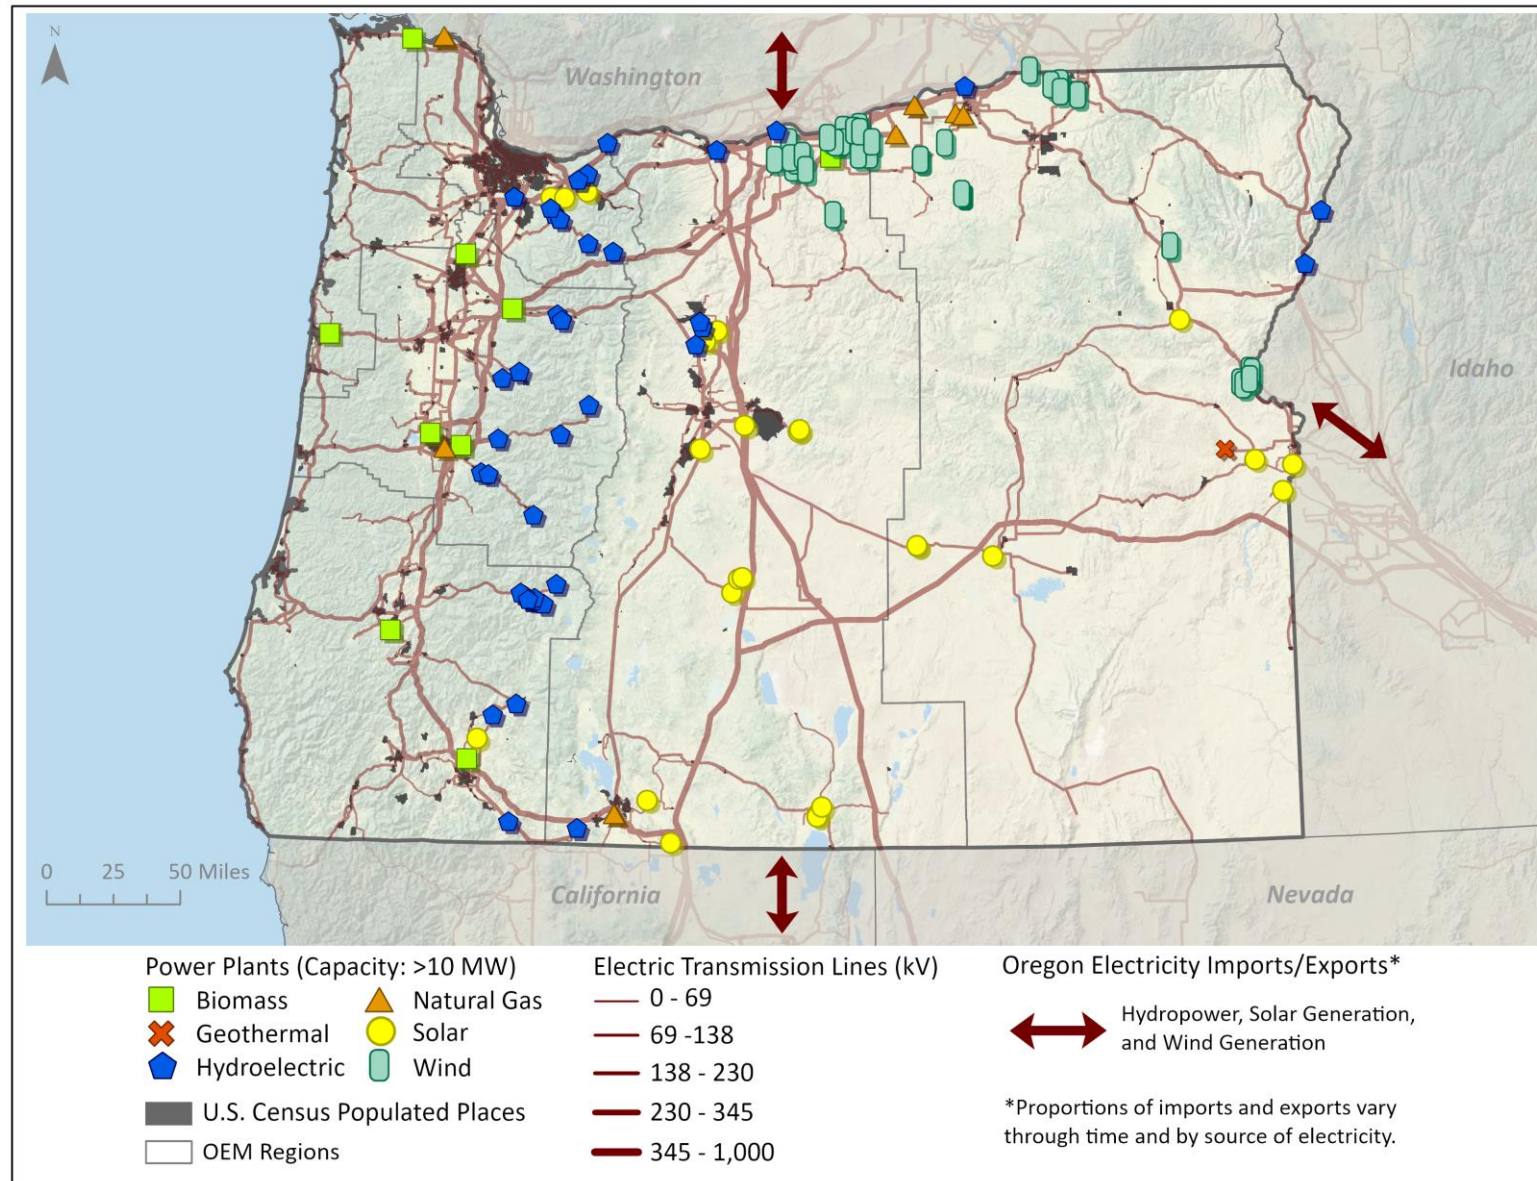 N
Washington
Idaho
0 25 50 Miles
California
Nevada
Power Plants (Capacity: >10 MW)
Biomass
Natural Gas
Geothermal
Solar
Hydroelectric
Wind
U.S. Census Populated Places
OEM Regions
Electric Transmission Lines (kV)
0 - 69
69 -138
138 - 230
230 - 345
345 - 1,000
Oregon Electricity Imports/Exports*
Hydropower, Solar Generation,
and Wind Generation
*Proportions of imports and exports vary
through time and by source of electricity.